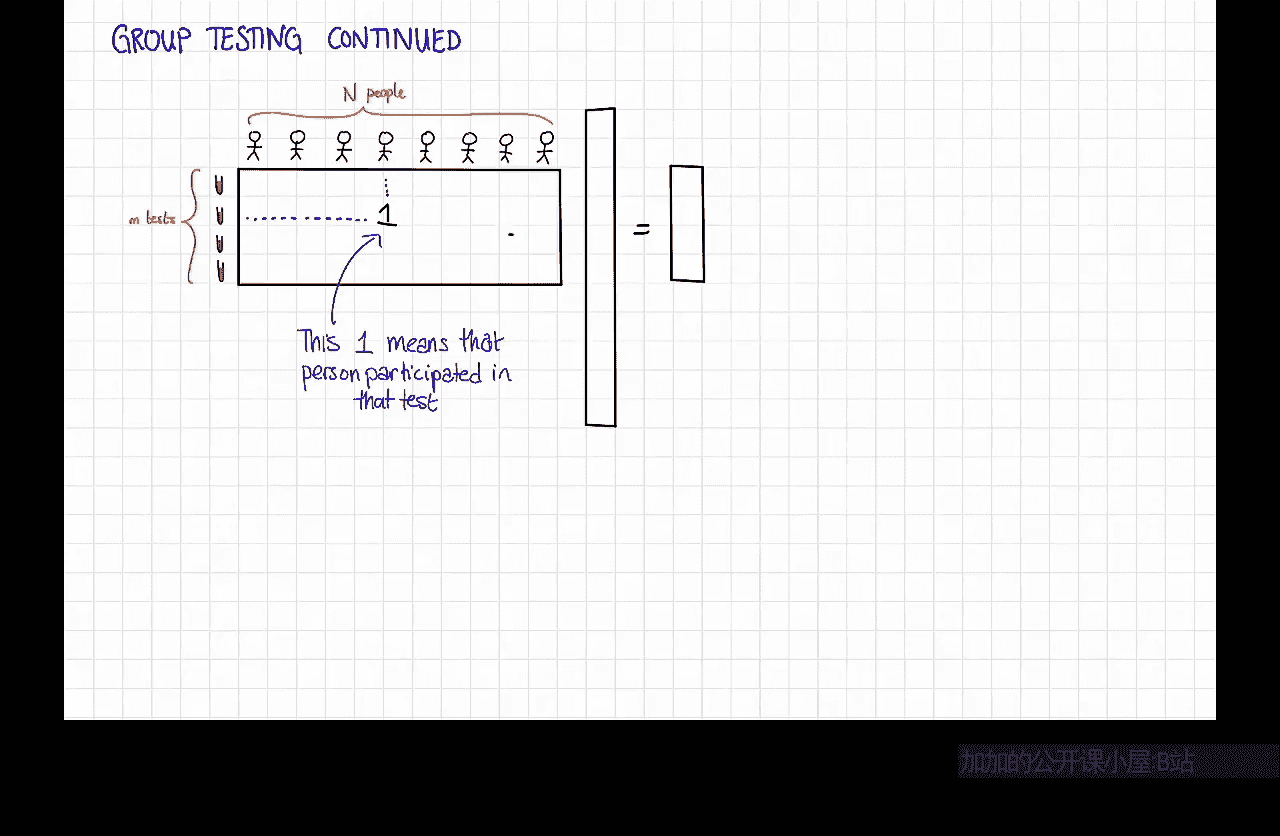 GROUP TESTING CONTINUED
N people
m tests
1
=
This 1 means that
person participated in
that test
加加的公开课小屋 B站